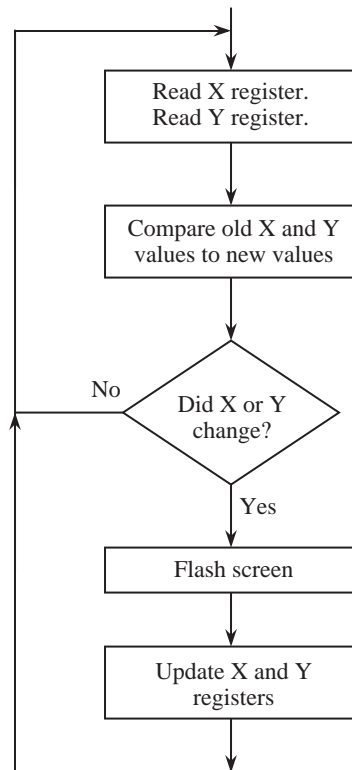 Read X register.
Read Y register.
Compare old X and Y
values to new values
No
Did X or Y
change?
Yes
Flash screen
Update X and Y
registers